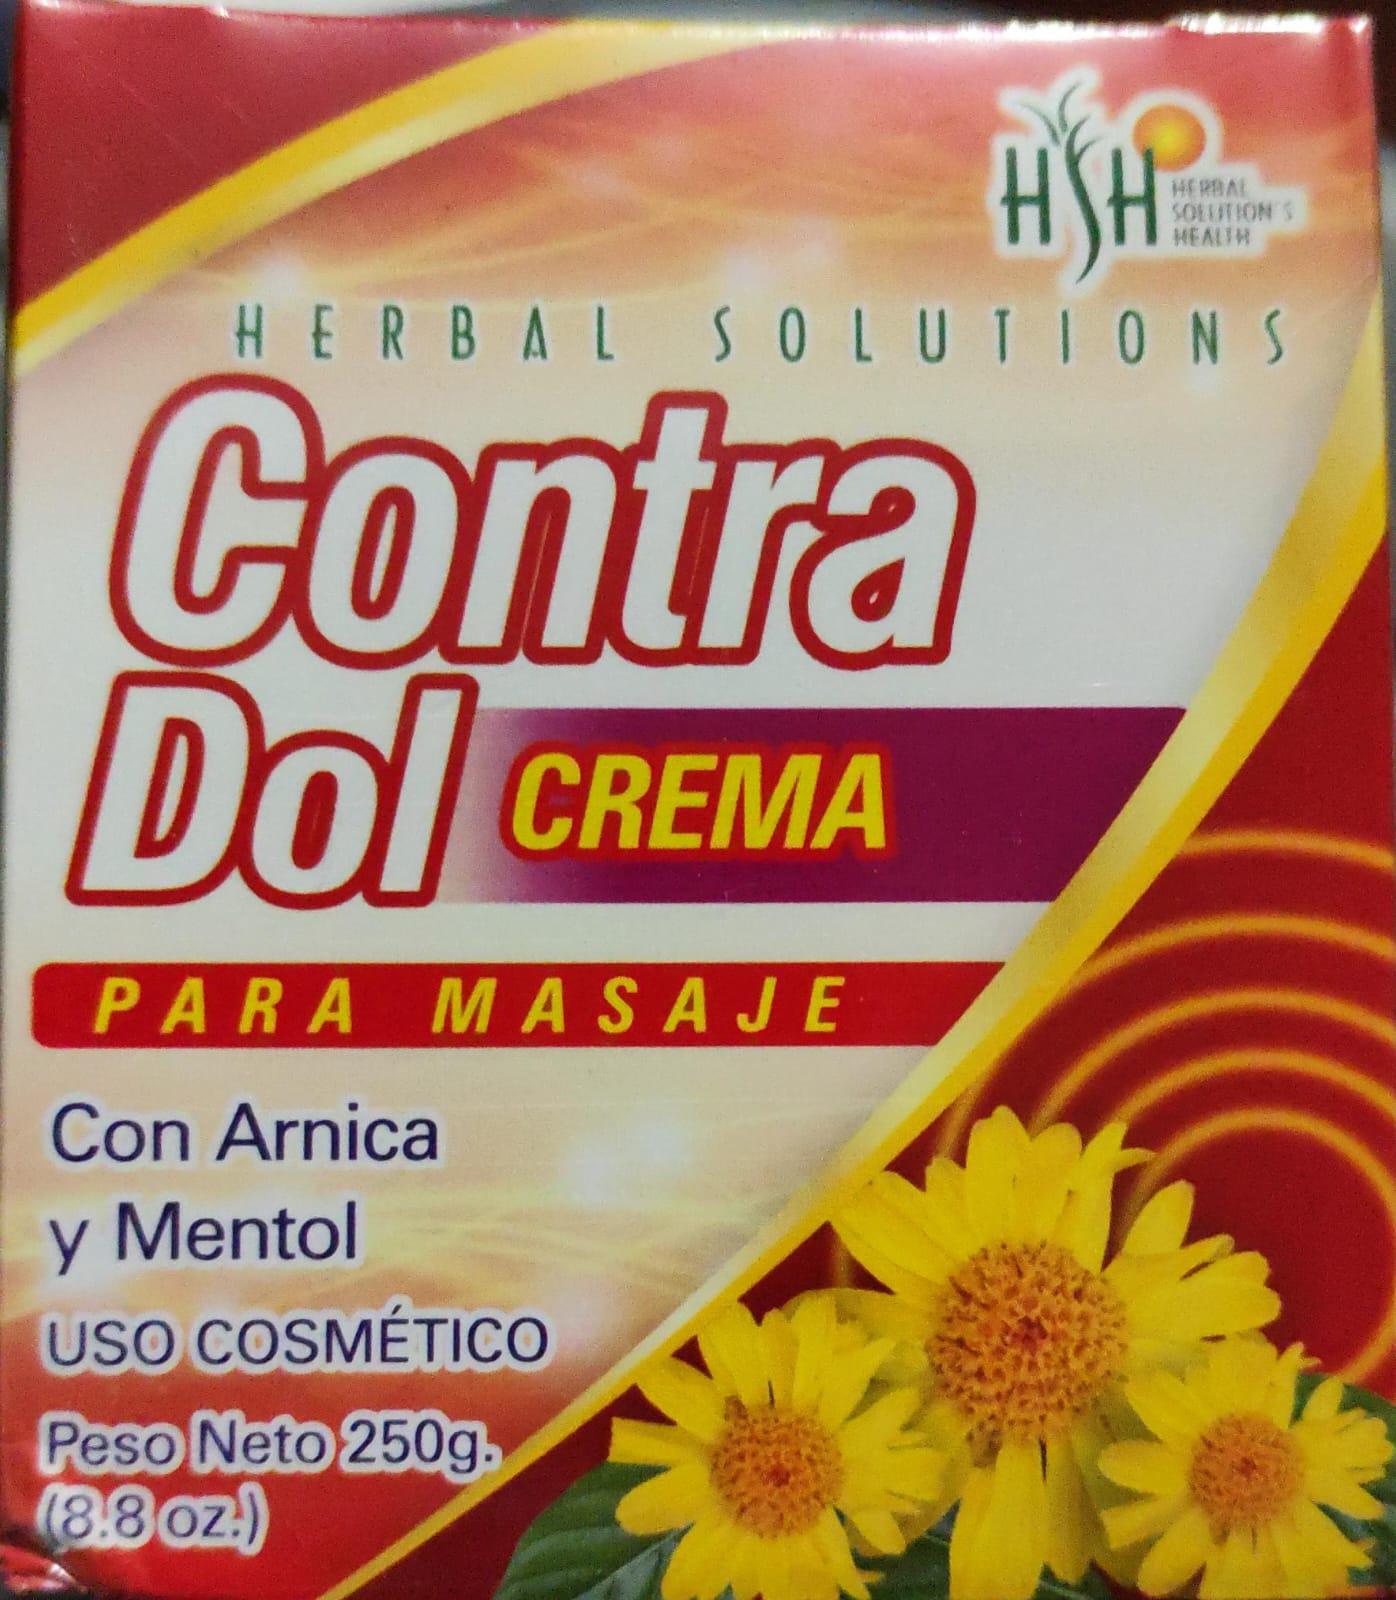 HSH
HERBAL
SOLUTION'S
HEALTH
HERBAL SOLUTIONS
Contra
Dol CREMA
PARA MASAJE
Con Arnica
y Mentol
USO COSMÉTICO
Peso Neto 250g.
(8.8 oz.)